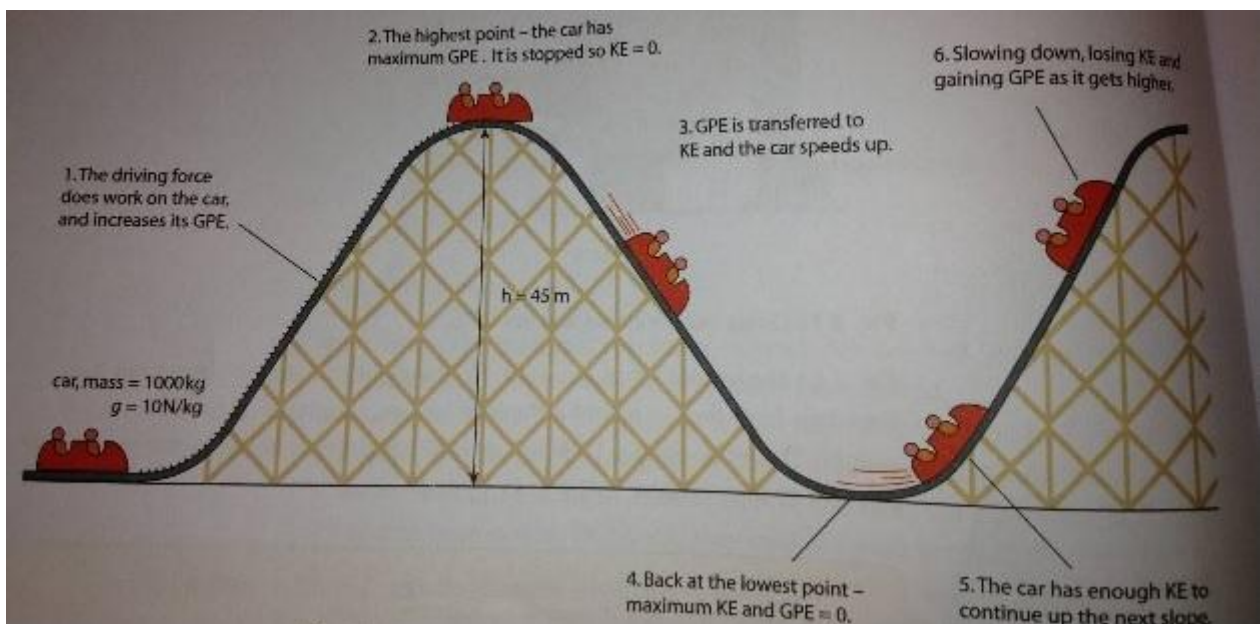 2. The highest point – the car has
maximum GPE. It is stopped so KE = 0.
6. Slowing down, losing KE and
gaining GPE as it gets higher.
3. GPE is transferred to
KE and the car speeds up.
1. The driving force
does work on the car,
and increases its GPE.
h = 45 m
car, mass = 1000 kg
g = 10 N/kg
4. Back at the lowest point –
maximum KE and GPE = 0.
5. The car has enough KE to
continue up the next slope.